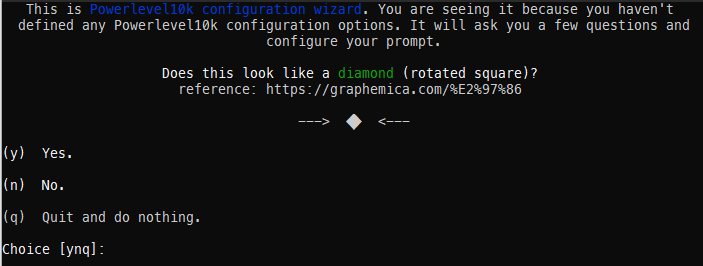 This is Powerlevel10k configuration wizard. You are seeing it because you haven't
defined any Powerlevel10k configuration options. It will ask you a few questions and
configure your prompt.
Does this look like a diamond (rotated square)?
reference: https://graphemica.com/%E2%97%86
---> ◆ <---
(y) Yes.
(n) No.
(q) Quit and do nothing.
Choice [ynq]: